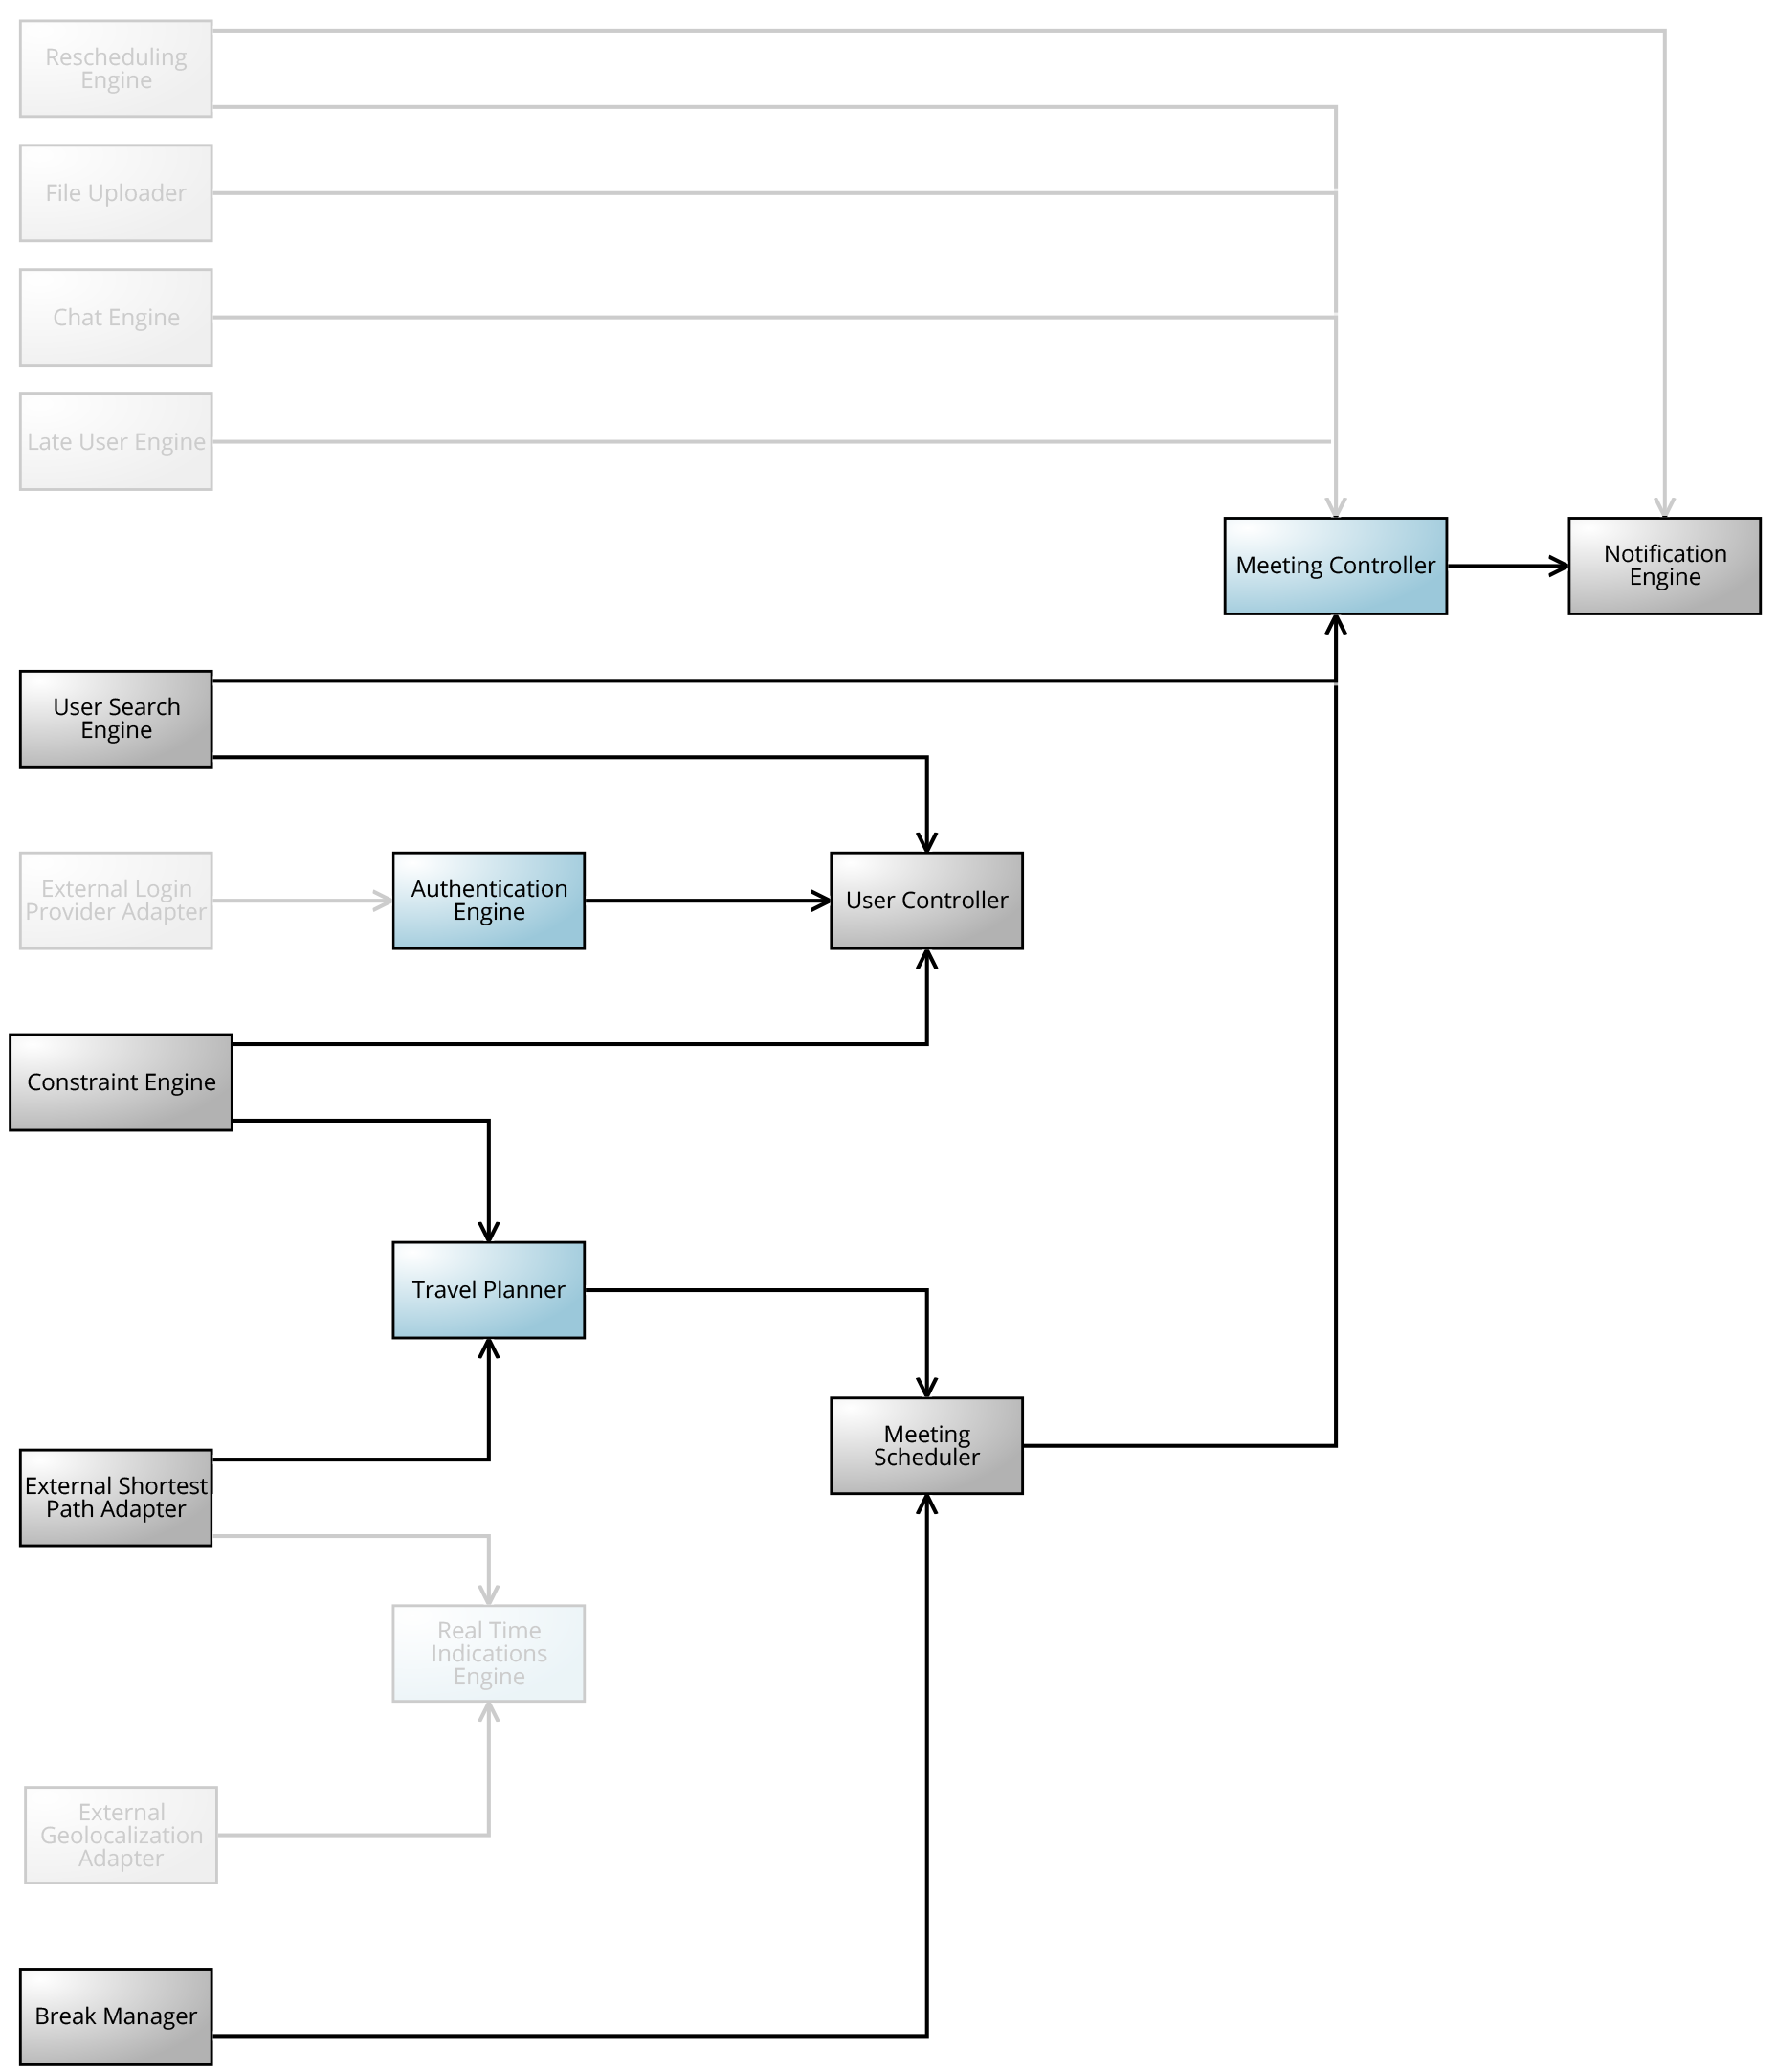 Rescheduling
Engine
File Uploader
Chat Engine
Late User Engine
Meeting Controller
Notification
Engine
User Search
Engine
External Login
Provider Adapter
Authentication
Engine
User Controller
Constraint Engine
Travel Planner
Meeting
Scheduler
External Shortest
Path Adapter
Real Time
Indications
Engine
External
Geolocalization
Adapter
Break Manager